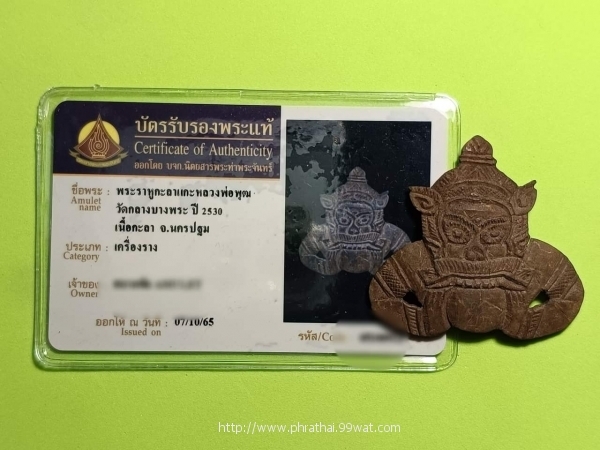 บัตรรับรองพระแท้
Certificate of Authenticity
ออกโดย บจก.นิตยสารพระท่าพระจันทร์
ชื่อพระ : พระราหูกะลาแกะหลวงพ่อพูน
Amulet name
วัดกลางบางพระ ปี 2530
เนื้อกะลา จ.นครปฐม
ประเภท : เครื่องราง
Category
เจ้าของ
Owner
ออกให้ ณ วันที่ : 07/10/65
Issued on
รหัส/Co
http://www.phrathai.99wat.com